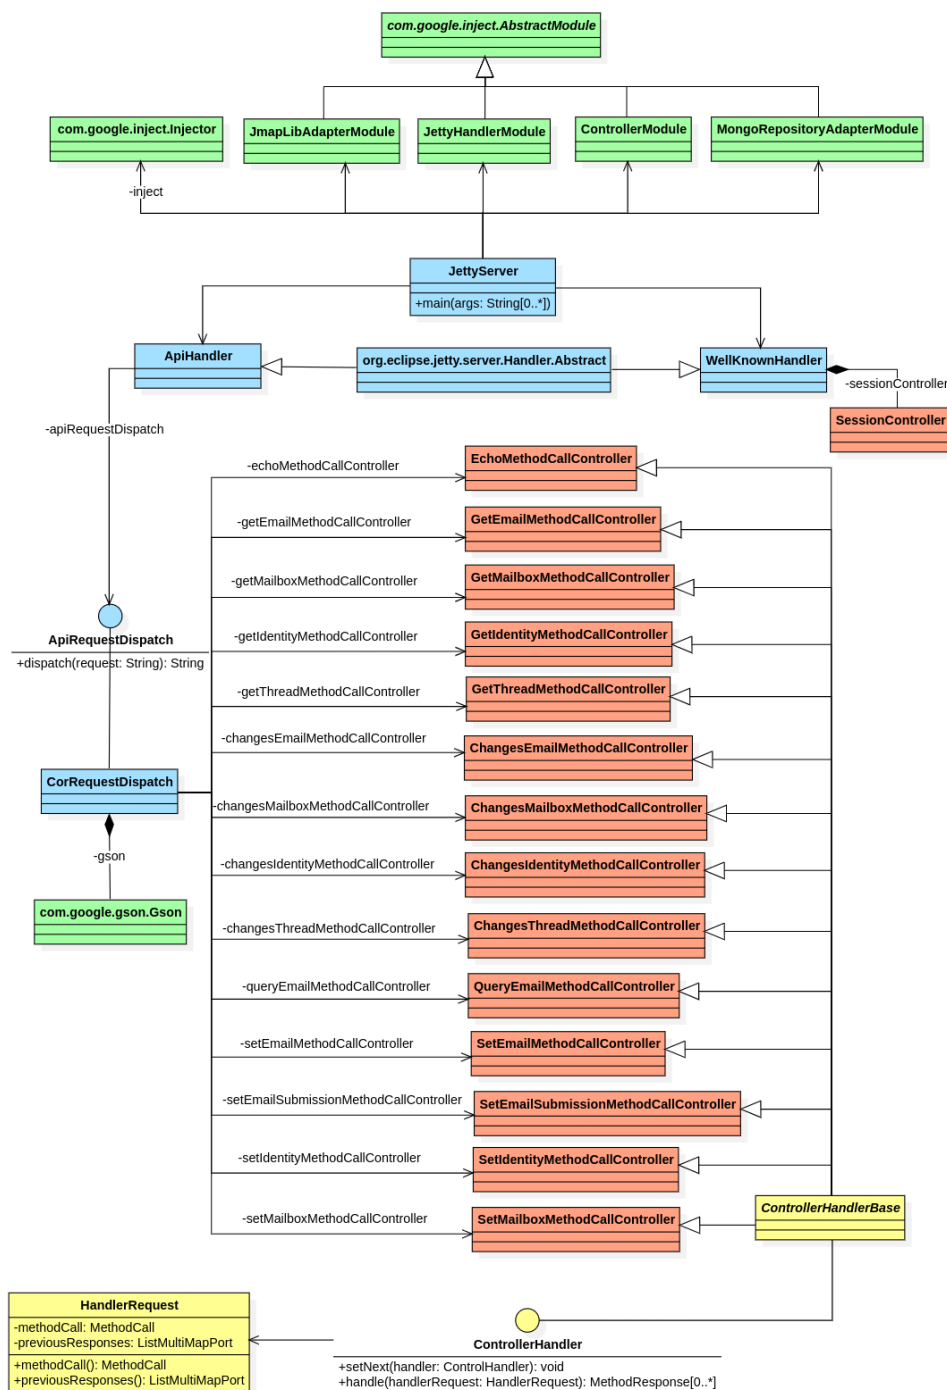 com.google.inject.AbstractModule
com.google.inject.Injector
JmapLibAdapterModule
JettyHandlerModule
ControllerModule
MongoRepositoryAdapterModule
-inject
JettyServer
+main(args: String[0..*])
ApiHandler
org.eclipse.jetty.server.Handler.Abstract
WellKnownHandler
-sessionController
SessionController
-apiRequestDispatch
-echoMethodCallController
EchoMethodCallController
-getEmailMethodCallController
GetEmailMethodCallController
-getMailboxMethodCallController
GetMailboxMethodCallController
ApiRequestDispatch
+dispatch(request: String): String
-getIdentityMethodCallController
GetIdentityMethodCallController
-getThreadMethodCallController
GetThreadMethodCallController
-changesEmailMethodCallController
ChangesEmailMethodCallController
CorRequestDispatch
-changesMailboxMethodCallController
ChangesMailboxMethodCallController
-gson
-changesIdentityMethodCallController
ChangesIdentityMethodCallController
com.google.gson.Gson
-changesThreadMethodCallController
ChangesThreadMethodCallController
-queryEmailMethodCallController
QueryEmailMethodCallController
-setEmailMethodCallController
SetEmailMethodCallController
-setEmailSubmissionMethodCallController
SetEmailSubmissionMethodCallController
-setIdentityMethodCallController
SetIdentityMethodCallController
-setMailboxMethodCallController
SetMailboxMethodCallController
ControllerHandlerBase
HandlerRequest
-methodCall: MethodCall
-previousResponses: ListMultiMapPort
+methodCall(): MethodCall
+previousResponses(): ListMultiMapPort
ControllerHandler
+setNext(handler: ControlHandler): void
+handle(handlerRequest: HandlerRequest): MethodResponse[0..*]